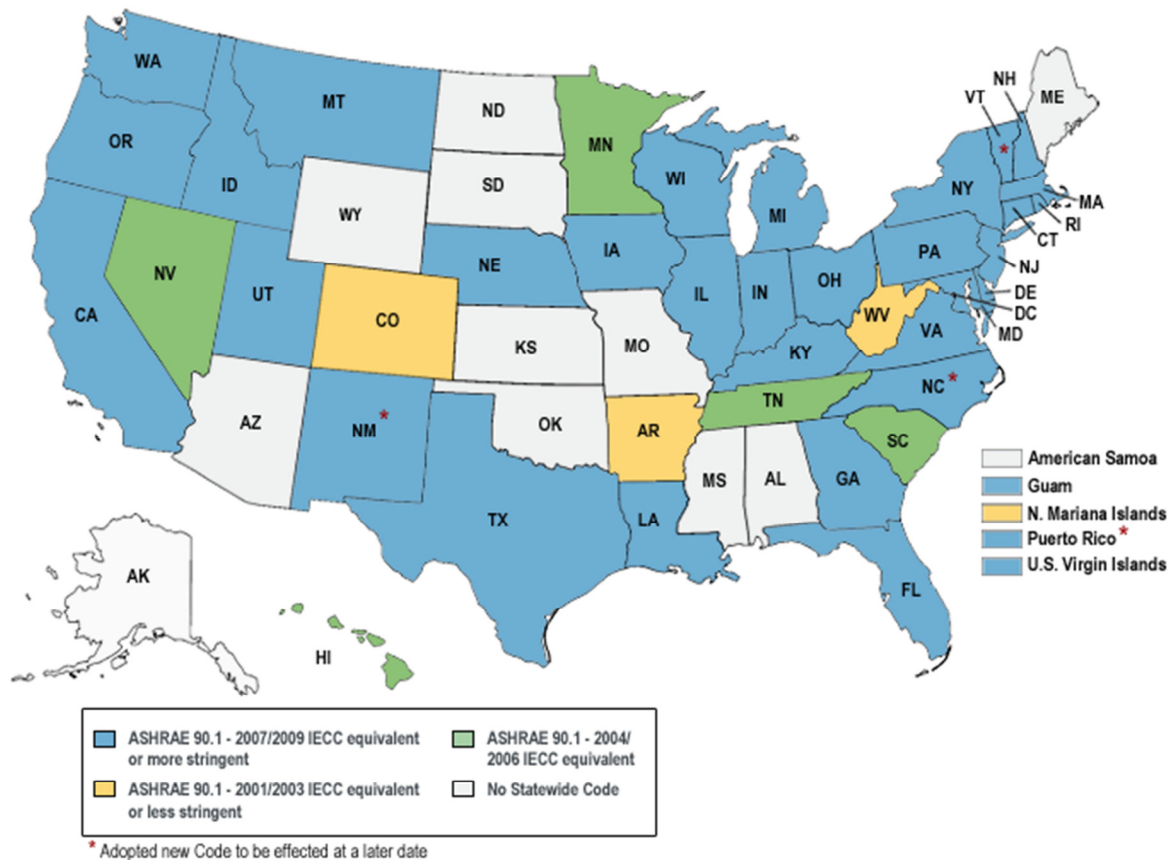 WA
MT
ND
MN
NH
VT
ME
*
OR
ID
SD
WI
MI
NY
MA
RI
CT
WY
IA
NE
PA
NJ
NV
UT
CA
CO
IL
IN
OH
DE
DC
MD
WV
VA
KS
MO
KY
NC *
AZ
NM *
OK
AR
TN
SC
MS
AL
GA
TX
LA
FL
American Samoa
Guam
N. Mariana Islands
Puerto Rico *
U.S. Virgin Islands
AK
HI
ASHRAE 90.1 - 2007/2009 IECC equivalent
or more stringent
ASHRAE 90.1 - 2004/
2006 IECC equivalent
ASHRAE 90.1 - 2001/2003 IECC equivalent
or less stringent
No Statewide Code
* Adopted new Code to be effected at a later date